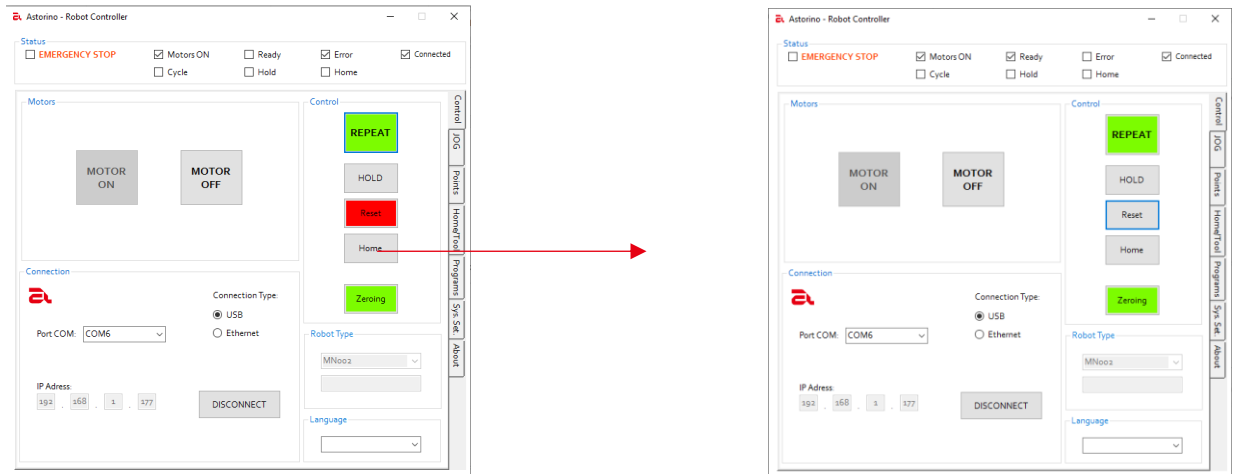 Astorino - Robot Controller
Status
EMERGENCY STOP Motors ON Ready Error Connected
Cycle Hold Home
Motors
MOTOR ON
MOTOR OFF
Control
REPEAT
HOLD
Reset
Home
Zeroing
Connection
Connection Type:
USB
Port COM: COM6
Ethernet
IP Adress:
192 . 168 . 1 . 177
DISCONNECT
Robot Type
MN002
Language
Control
JOG
Points
Home/Tool
Programs
Sys. Set.
About
Astorino - Robot Controller
Status
EMERGENCY STOP Motors ON Ready Error Connected
Cycle Hold Home
Motors
MOTOR ON
MOTOR OFF
Control
REPEAT
HOLD
Reset
Home
Zeroing
Connection
Connection Type:
USB
Port COM: COM6
Ethernet
IP Adress:
192 . 168 . 1 . 177
DISCONNECT
Robot Type
MN002
Language
Control
JOG
Points
Home/Tool
Programs
Sys. Set.
About